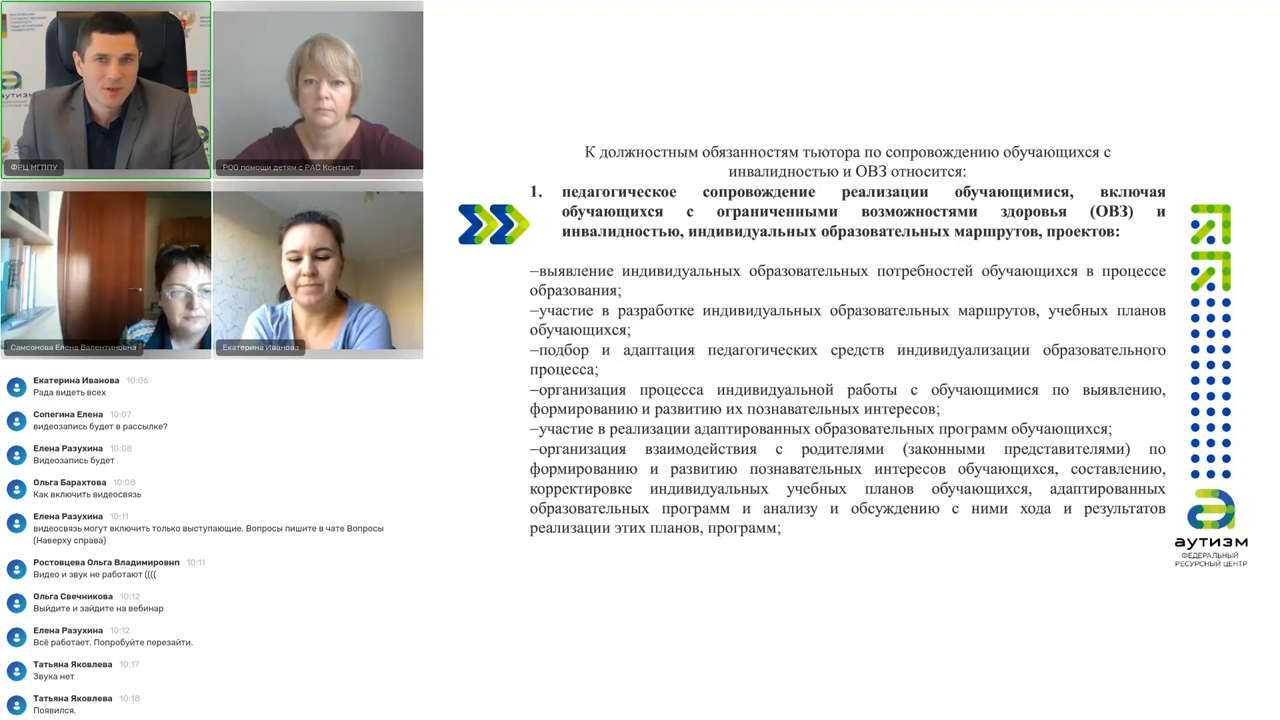 ФРЦ МГППУ
РОО помощи детям с РАС Контакт
Самсонова Елена Валентиновна
Екатерина Иванова
Екатерина Иванова 10:06
Рада видеть всех
Сопегина Елена 10:07
видеозапись будет в рассылке?
Елена Разухина 10:08
Видеозапись будет
Ольга Барахтова 10:08
Как включить видеосвязь
Елена Разухина 10:11
видеосвязь могут включить только выступающие. Вопросы пишите в чате Вопросы
(Наверху справа)
Ростовцева Ольга Владимировнп 10:11
Видео и звук не работают ((((
Ольга Свечникова 10:12
Выйдите и зайдите на вебинар
Елена Разухина 10:12
Всё работает. Попробуйте перезайти.
Татьяна Яковлева 10:17
Звука нет
Татьяна Яковлева 10:18
Появился.
К должностным обязанностям тьютора по сопровождению обучающихся с
инвалидностью и ОВЗ относится:
1. педагогическое сопровождение реализации обучающимися, включая
обучающихся с ограниченными возможностями здоровья (ОВЗ) и
инвалидностью, индивидуальных образовательных маршрутов, проектов:
–выявление индивидуальных образовательных потребностей обучающихся в процессе
образования;
–участие в разработке индивидуальных образовательных маршрутов, учебных планов
обучающихся;
–подбор и адаптация педагогических средств индивидуализации образовательного
процесса;
–организация процесса индивидуальной работы с обучающимися по выявлению,
формированию и развитию их познавательных интересов;
–участие в реализации адаптированных образовательных программ обучающихся;
–организация взаимодействия с родителями (законными представителями) по
формированию и развитию познавательных интересов обучающихся, составлению,
корректировке индивидуальных учебных планов обучающихся, адаптированных
образовательных программ и анализу и обсуждению с ними хода и результатов
реализации этих планов, программ;
аутизм
ФЕДЕРАЛЬНЫЙ
РЕСУРСНЫЙ ЦЕНТР